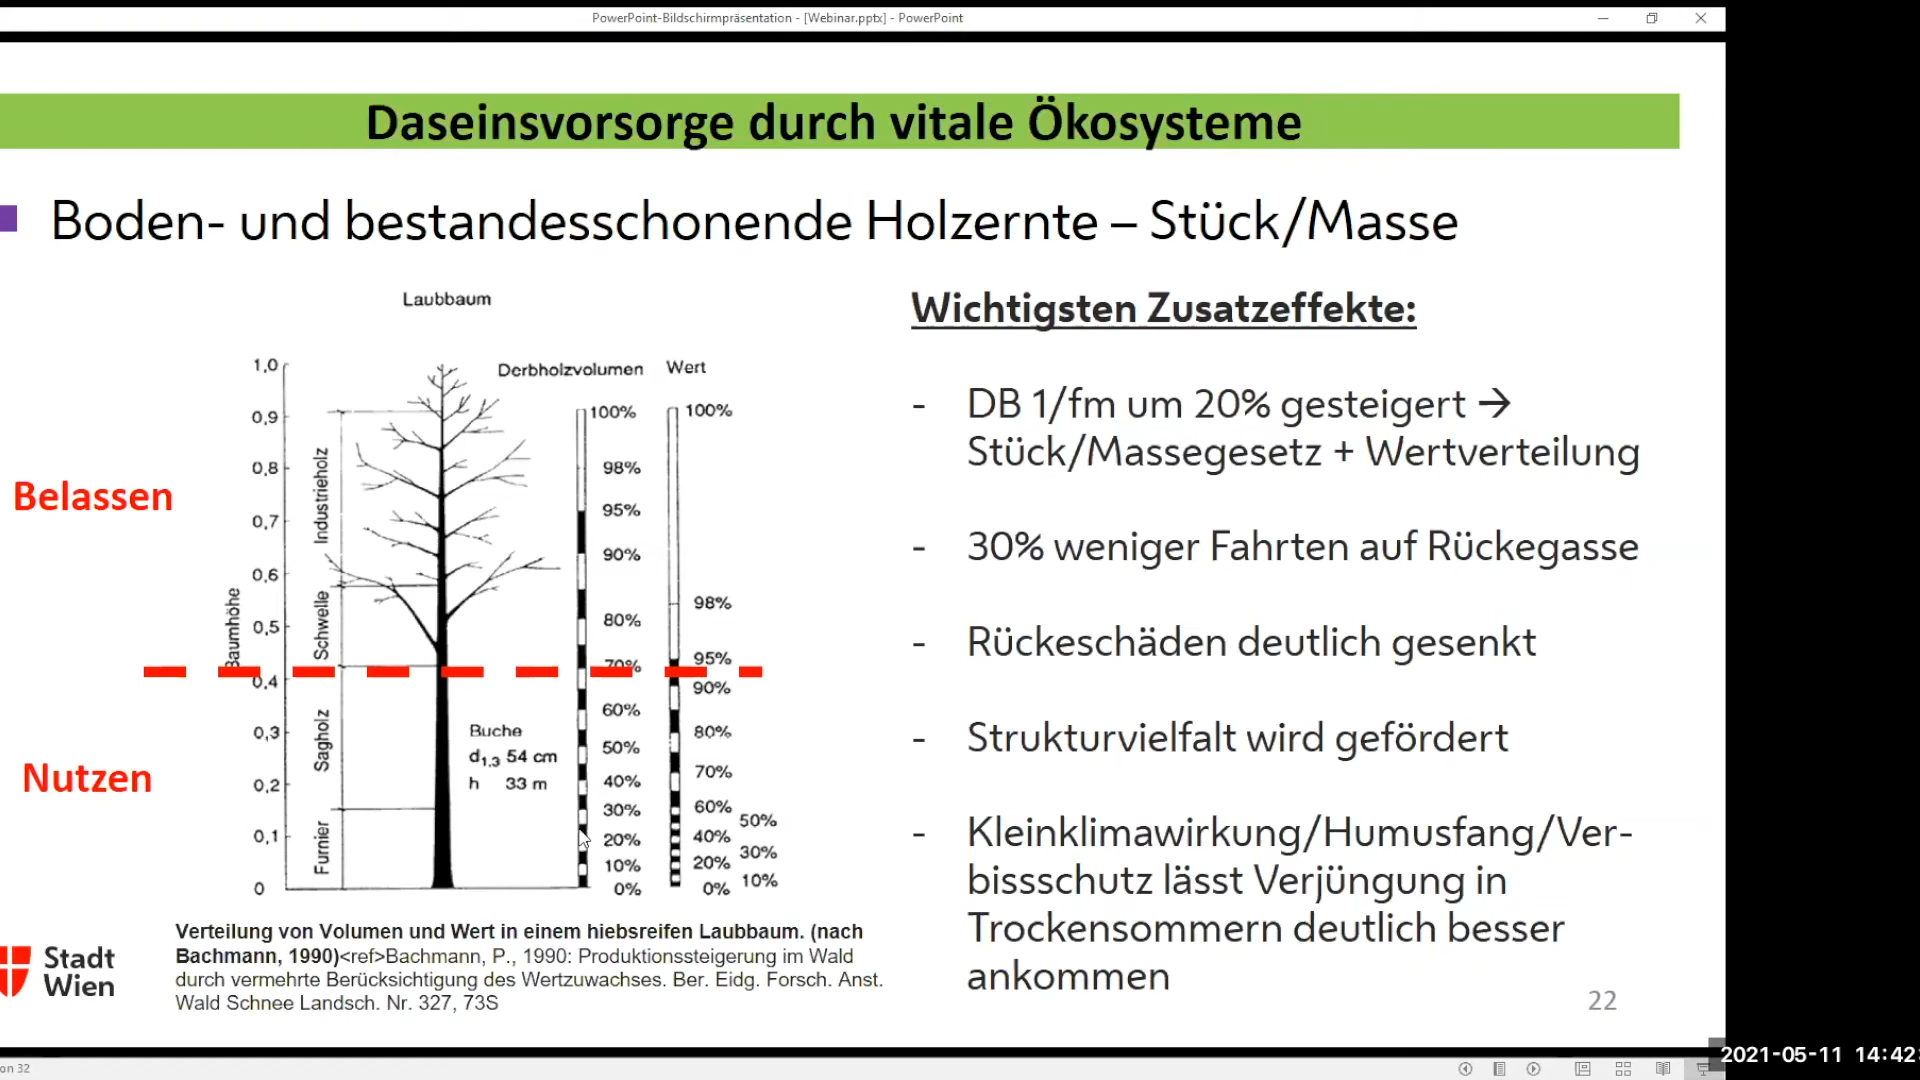 PowerPoint-Bildschirmpräsentation - [Webinar.pptx] - PowerPoint
Daseinsvorsorge durch vitale Ökosysteme
Boden- und bestandesschonende Holzernte – Stück/Masse
Laubbaum
Derbholzvolumen Wert
1,0
0,9
0,8
0,7
0,6
0,5
0,4
0,3
0,2
0,1
0
Baumhöhe
Industrieholz
Schwelle
Sagholz
Furnier
100%
98%
95%
90%
80%
70%
60%
50%
40%
30%
20%
10%
0%
100%
98%
95%
90%
80%
70%
60%
50%
40%
30%
20%
10%
0%
Buche
d1,3 54 cm
h 33 m
Belassen
Nutzen
Verteilung von Volumen und Wert in einem hiebsreifen Laubbaum. (nach
Bachmann, 1990)<ref>Bachmann, P., 1990: Produktionssteigerung im Wald
durch vermehrte Berücksichtigung des Wertzuwachses. Ber. Eidg. Forsch. Anst.
Wald Schnee Landsch. Nr. 327, 73S
Wichtigsten Zusatzeffekte:
- DB 1/fm um 20% gesteigert →
Stück/Massegesetz + Wertverteilung
- 30% weniger Fahrten auf Rückegasse
- Rückeschäden deutlich gesenkt
- Strukturvielfalt wird gefördert
- Kleinklimawirkung/Humusfang/Ver-
bissschutz lässt Verjüngung in
Trockensommern deutlich besser
ankommen
Stadt
Wien
22
on 32
2021-05-11 14:42: